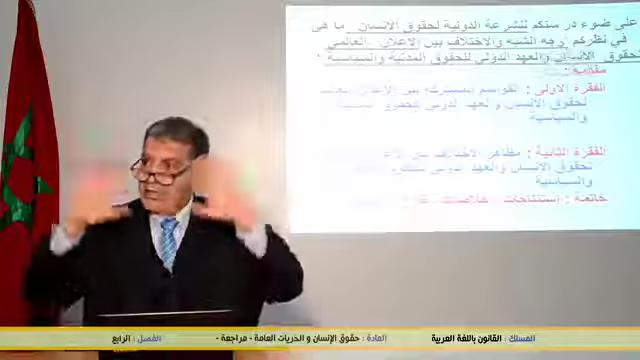 على ضوء دراستكم للشرعة الدولية لحقوق الإنسان ما هي
في نظركم أوجه الشبه والاختلاف بين الإعلان العالمي
لحقوق الإنسان والعهد الدولي للحقوق المدنية والسياسية ؟
مقدمة :
الفقرة الأولى : القواسم المشتركة بين الإعلان العالمي
لحقوق الإنسان والعهد الدولي للحقوق المدنية
والسياسية
الفقرة الثانية : مظاهر الاختلاف بين الإعلان
لحقوق الإنسان والعهد الدولي للحقوق
والسياسية
خاتمة : استنتاجات - خلاصات
المسلك : القانون باللغة العربية
المادة : حقوق الإنسان و الحريات العامة - مراجعة -
الفصل : الرابع